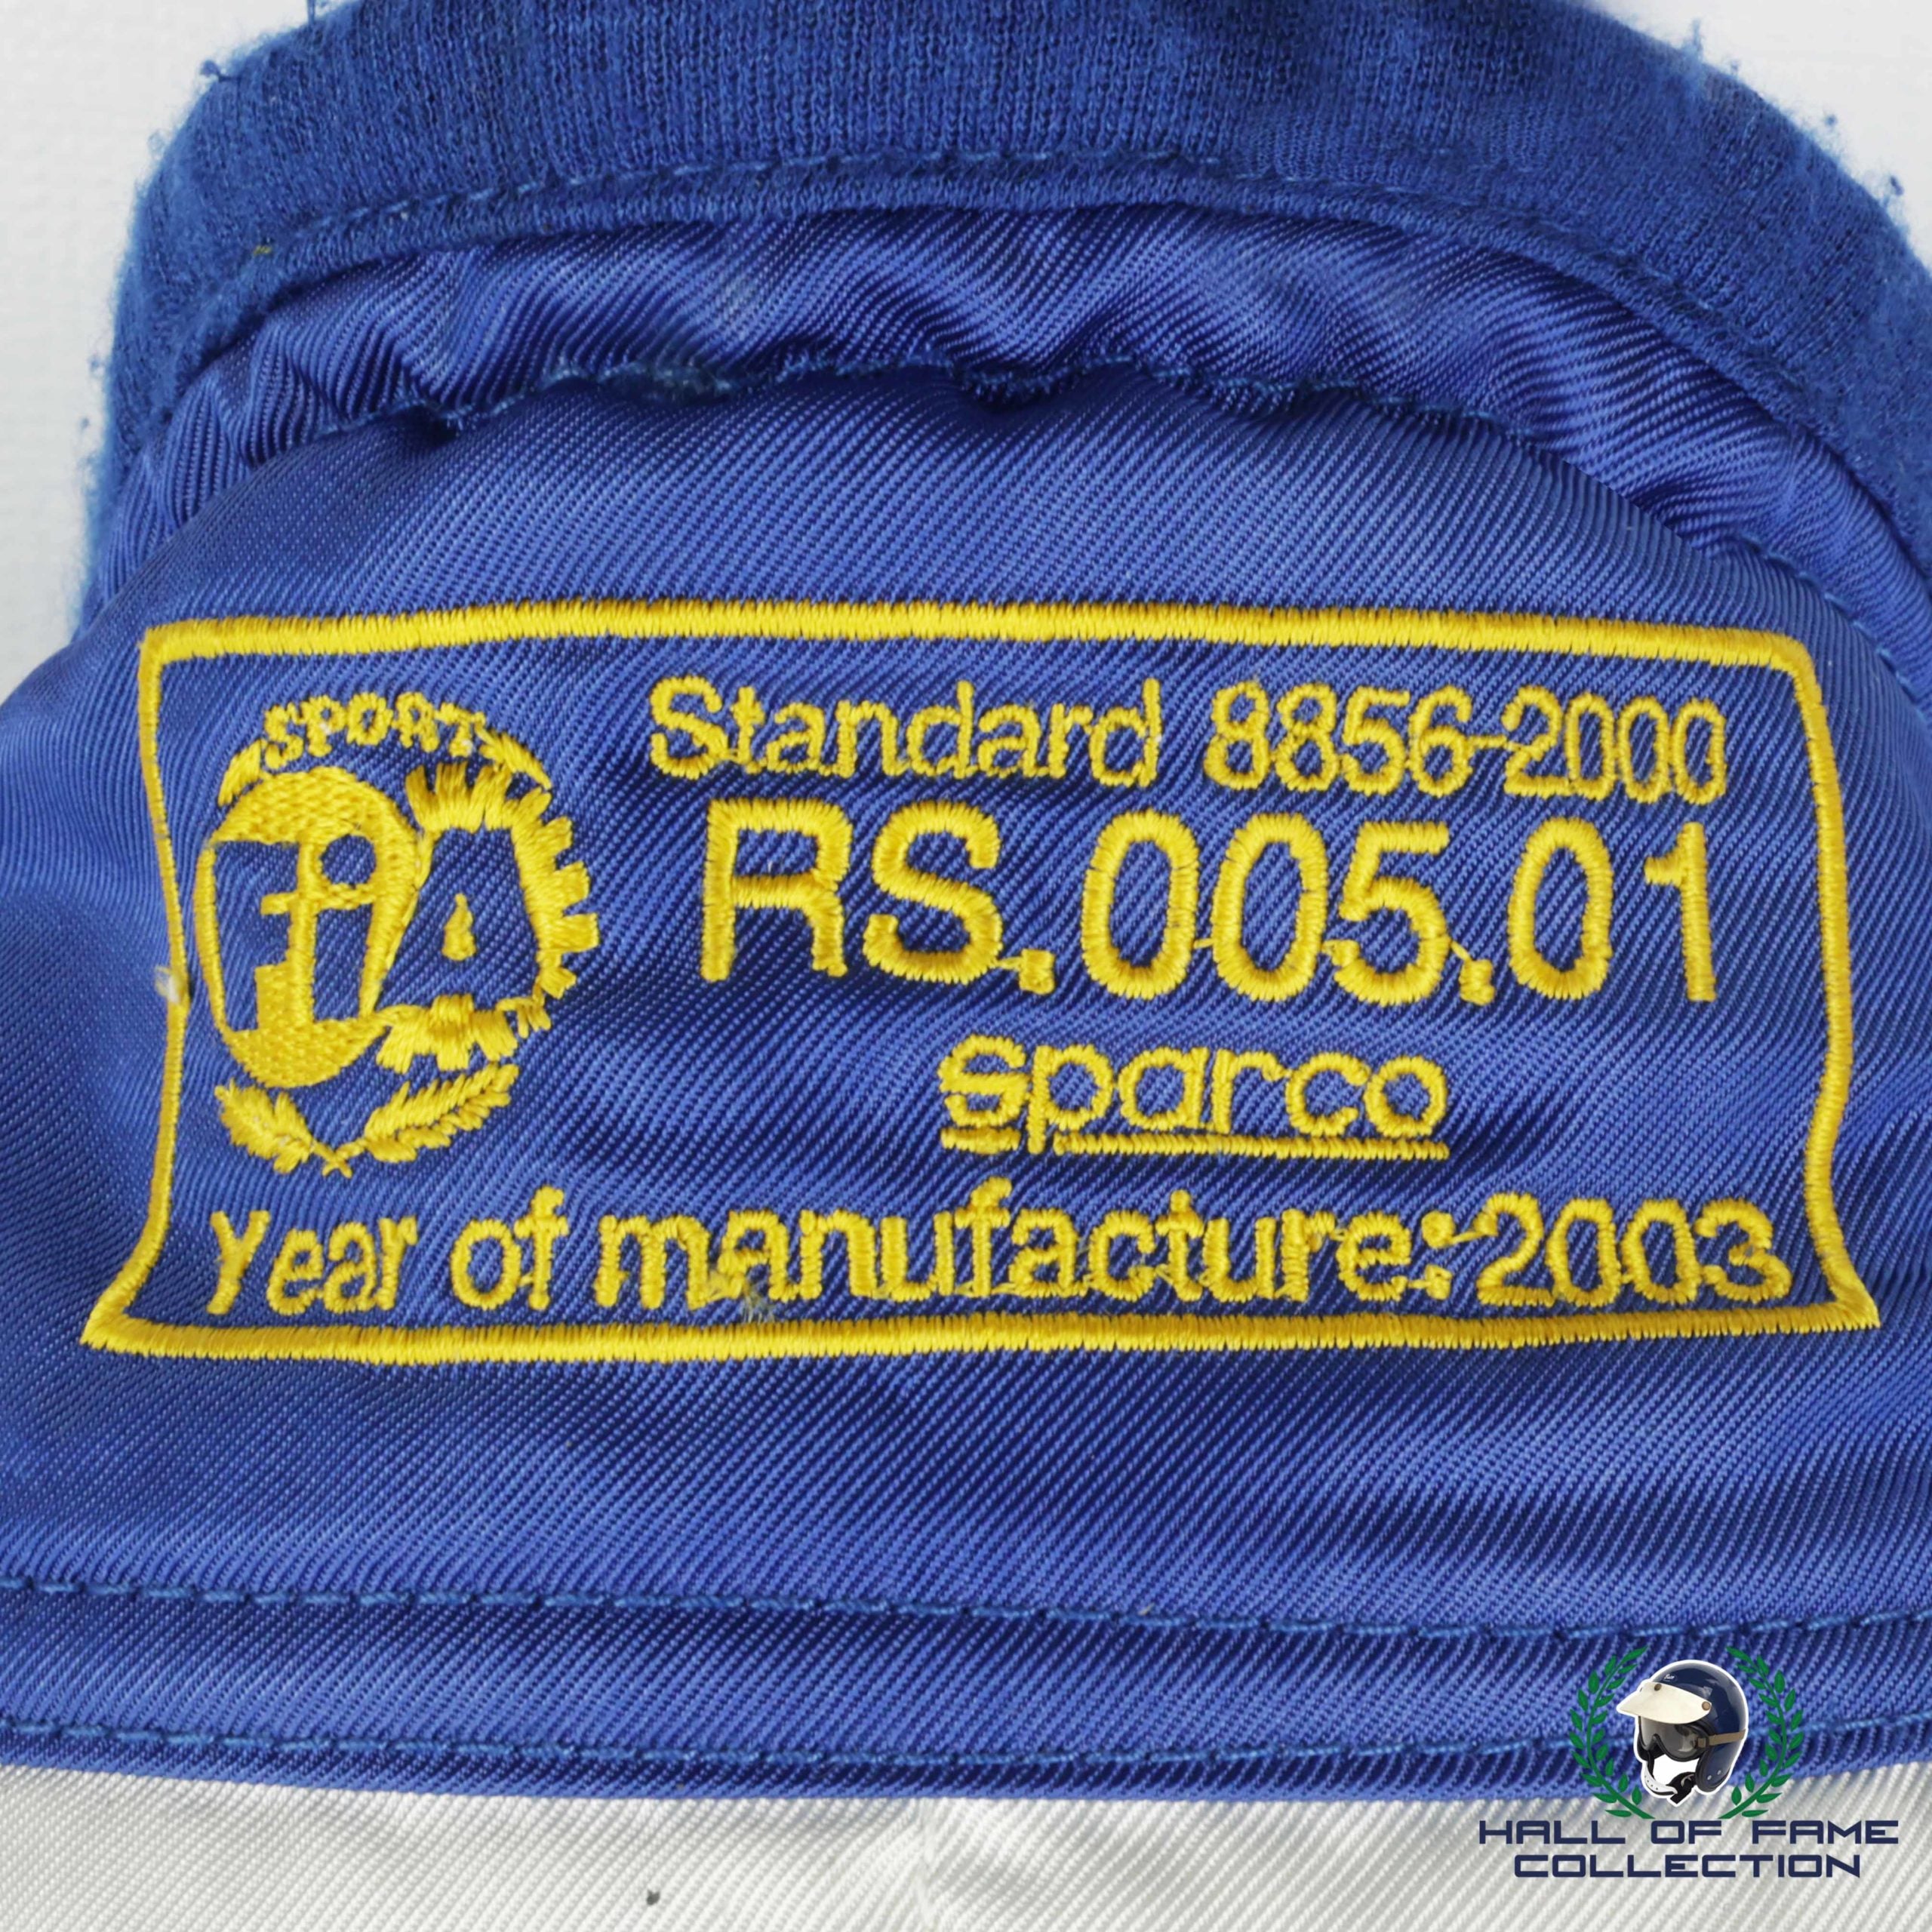 SPORT
FIA
Standard 8856-2000
RS.005.01
sparco
Year of manufacture:2003
HALL OF FAME
COLLECTION